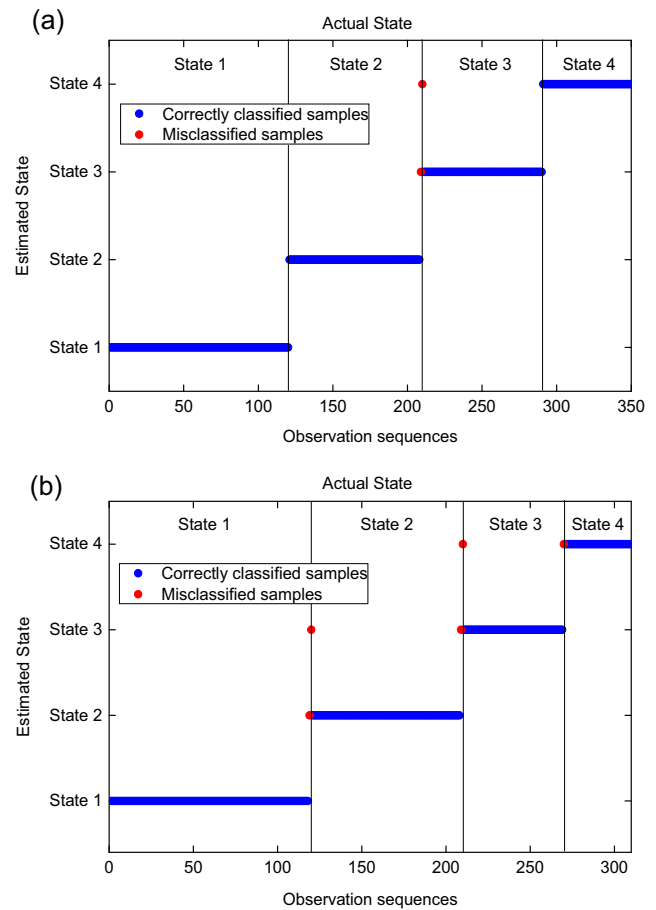 (a)
Actual State
State 1 State 2 State 3 State 4
State 4
Correctly classified samples
Misclassified samples
State 3
State 2
State 1
Estimated State
0 50 100 150 200 250 300 350
Observation sequences
(b)
Actual State
State 1 State 2 State 3 State 4
State 4
Correctly classified samples
Misclassified samples
State 3
State 2
State 1
Estimated State
0 50 100 150 200 250 300
Observation sequences